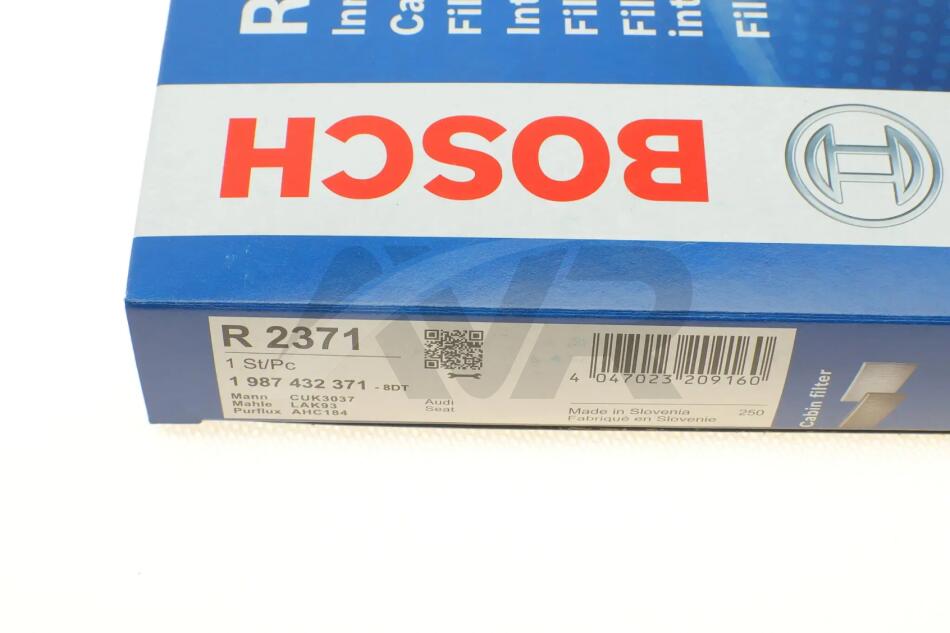 R
BOSCH
AVR
R 2371
1 St/Pc
1 987 432 371 - 8DT
Mann CUK3037
Mahle LAK93
Purflux AHC184
Audi
Seat
4 047023 209160
Made in Slovenia 250
Fabriqué en Slovenie
Cabin filter